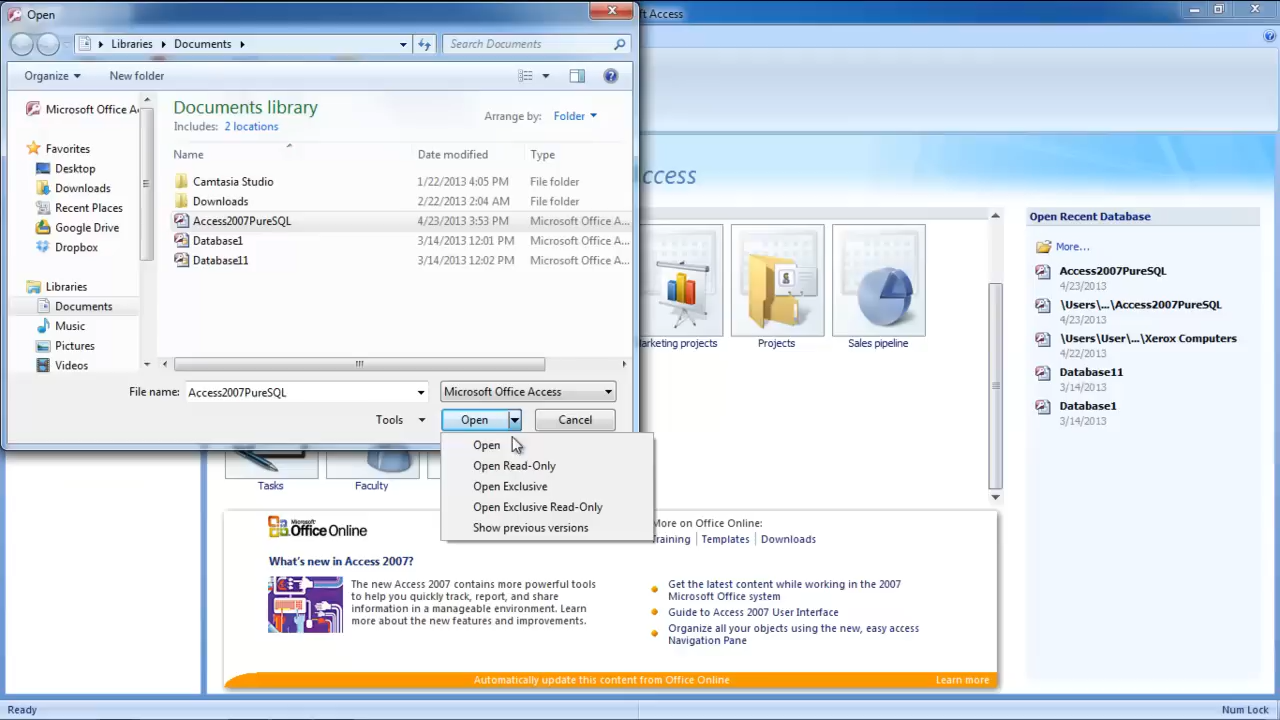 Open
t Access
Libraries
Documents
Search Documents
Organize
New folder
Microsoft Office A
Favorites
Desktop
Downloads
Recent Places
Google Drive
Dropbox
Libraries
Documents
Music
Pictures
Videos
Documents library
Includes: 2 locations
Arrange by: Folder
Name Date modified Type
Camtasia Studio 1/22/2013 4:05 PM File folder
Downloads 2/22/2013 2:04 AM File folder
Access2007PureSQL 4/23/2013 3:53 PM Microsoft Office A...
Database1 3/14/2013 12:01 PM Microsoft Office A...
Database11 3/14/2013 12:02 PM Microsoft Office A...
File name: Access2007PureSQL
Microsoft Office Access
Tools
Open
Cancel
Open
Open Read-Only
Open Exclusive
Open Exclusive Read-Only
Show previous versions
ccess
arketing projects
Projects
Sales pipeline
Tasks
Faculty
Open Recent Database
More...
Access2007PureSQL
4/23/2013
\Users\...\Access2007PureSQL
4/23/2013
\Users\User\...\Xerox Computers
4/22/2013
Database11
3/14/2013
Database1
3/14/2013
Microsoft
Office Online
What's new in Access 2007?
The new Access 2007 contains more powerful tools
to help you quickly track, report, and share
information in a manageable environment. Learn
more about the new features and improvements.
More on Office Online:
Training | Templates | Downloads
Get the latest content while working in the 2007
Microsoft Office system
Guide to Access 2007 User Interface
Organize all your objects using the new, easy access
Navigation Pane
Automatically update this content from Office Online
Learn more
Ready
Num Lock